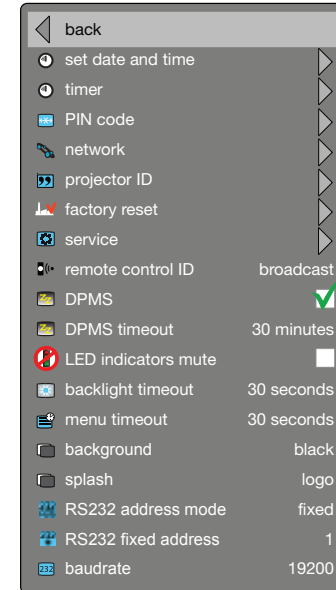 back
set date and time
timer
PIN code
network
projector ID
factory reset
service
remote control ID broadcast
DPMS
DPMS timeout 30 minutes
LED indicators mute
backlight timeout 30 seconds
menu timeout 30 seconds
background black
splash logo
RS232 address mode fixed
RS232 fixed address 1
232 baudrate 19200